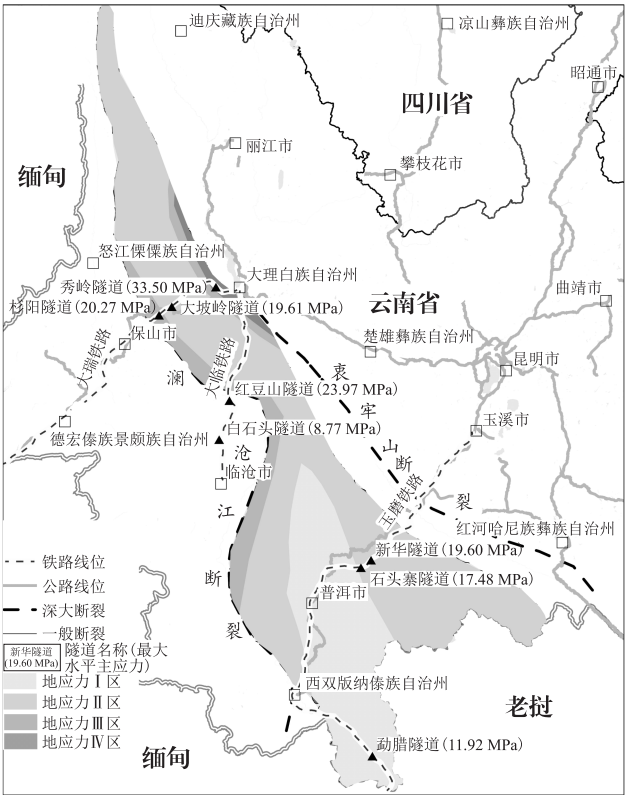 迪庆藏族自治州
凉山彝族自治州
昭通市
四川省
丽江市
攀枝花市
缅甸
怒江傈僳族自治州
大理白族自治州
秀岭隧道(33.50 MPa)
杉阳隧道(20.27 MPa)
大坡岭隧道(19.61 MPa)
云南省
曲靖市
保山市
楚雄彝族自治州
昆明市
大瑞铁路
大临铁路
澜
沧
江
断
裂
哀
牢
山
断
裂
红豆山隧道(23.97 MPa)
白石头隧道(8.77 MPa)
德宏傣族景颇族自治州
玉溪市
临沧市
玉磨铁路
红河哈尼族彝族自治州
新华隧道(19.60 MPa)
石头寨隧道(17.48 MPa)
普洱市
西双版纳傣族自治州
老挝
缅甸
勐腊隧道(11.92 MPa)
铁路线位
公路线位
深大断裂
一般断裂
新华隧道
(19.60 MPa)
隧道名称(最大
水平主应力)
地应力Ⅰ区
地应力Ⅱ区
地应力Ⅲ区
地应力Ⅳ区